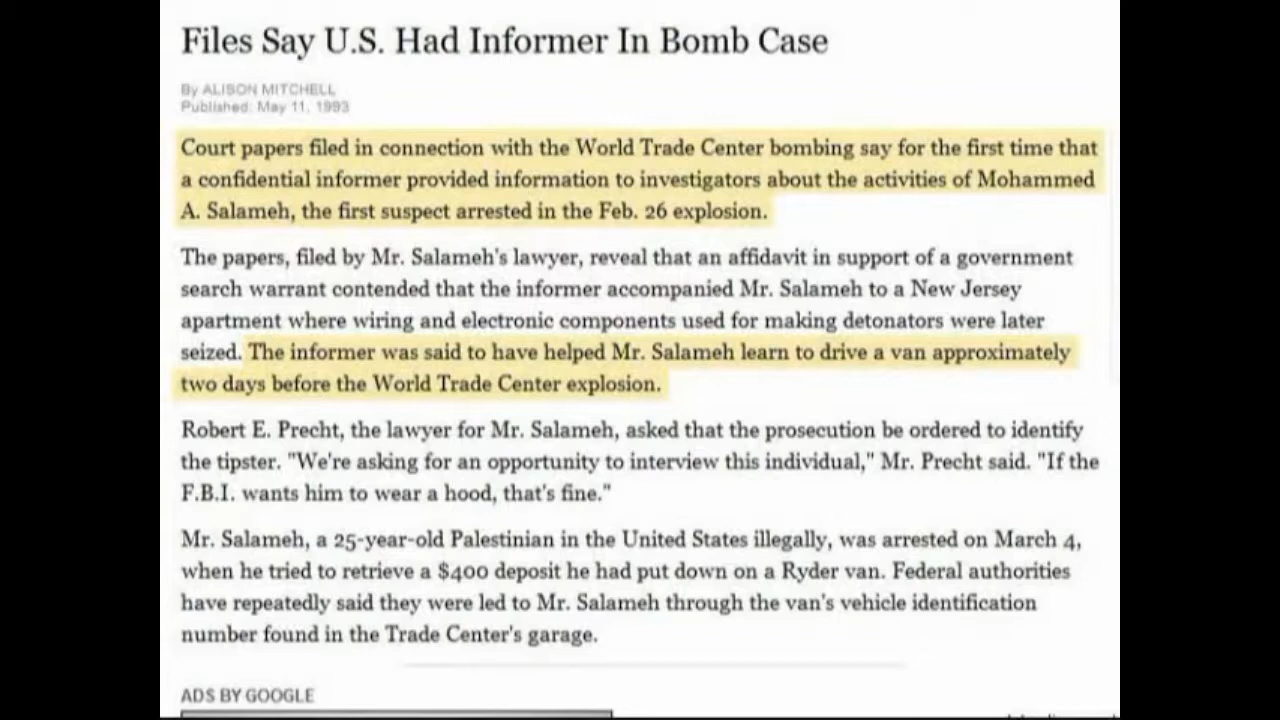 Files Say U.S. Had Informer In Bomb Case
By ALISON MITCHELL
Published: May 11, 1993
Court papers filed in connection with the World Trade Center bombing say for the first time that
a confidential informer provided information to investigators about the activities of Mohammed
A. Salameh, the first suspect arrested in the Feb. 26 explosion.
The papers, filed by Mr. Salameh's lawyer, reveal that an affidavit in support of a government
search warrant contended that the informer accompanied Mr. Salameh to a New Jersey
apartment where wiring and electronic components used for making detonators were later
seized. The informer was said to have helped Mr. Salameh learn to drive a van approximately
two days before the World Trade Center explosion.
Robert E. Precht, the lawyer for Mr. Salameh, asked that the prosecution be ordered to identify
the tipster. "We're asking for an opportunity to interview this individual," Mr. Precht said. "If the
F.B.I. wants him to wear a hood, that's fine."
Mr. Salameh, a 25-year-old Palestinian in the United States illegally, was arrested on March 4,
when he tried to retrieve a $400 deposit he had put down on a Ryder van. Federal authorities
have repeatedly said they were led to Mr. Salameh through the van's vehicle identification
number found in the Trade Center's garage.
ADS BY GOOGLE